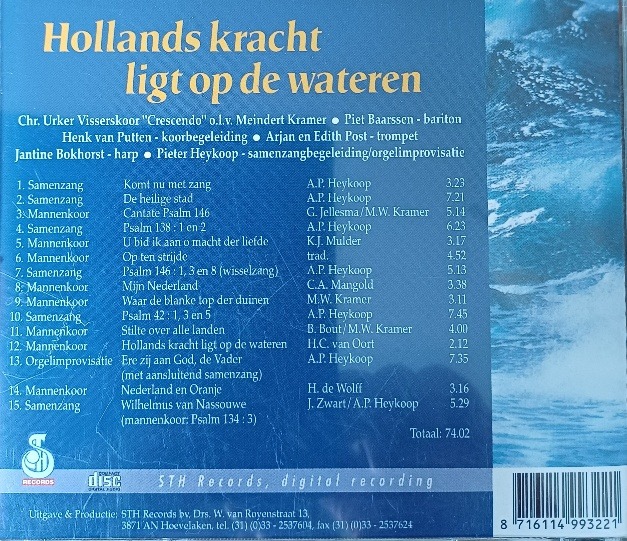 Hollands kracht
ligt op de wateren
Chr. Urker Visserskoor "Crescendo" o.l.v. Meindert Kramer ● Piet Baarssen - bariton
Henk van Putten - koorbegeleiding ● Arjan en Edith Post - trompet
Jantine Bokhorst - harp ● Pieter Heykoop - samenzangbegeleiding/orgelimprovisatie
1. Samenzang Komt nu met zang A.P. Heykoop 3.23
2. Samenzang De heilige stad A.P. Heykoop 7.21
3. Mannenkoor Cantate Psalm 146 G. Jellesma/M.W. Kramer 5.14
4. Samenzang Psalm 138 : 1 en 2 A.P. Heykoop 6.23
5. Mannenkoor U bid ik aan o macht der liefde K.J. Mulder 3.17
6. Mannenkoor Op ten strijde trad. 4.52
7. Samenzang Psalm 146 : 1, 3 en 8 (wisselzang) A.P. Heykoop 5.13
8. Mannenkoor Mijn Nederland C.A. Mangold 3.38
9. Mannenkoor Waar de blanke top der duinen M.W. Kramer 3.11
10. Samenzang Psalm 42 : 1, 3 en 5 A.P. Heykoop 7.45
11. Mannenkoor Stilte over alle landen B. Bout/M.W. Kramer 4.00
12. Mannenkoor Hollands kracht ligt op de wateren H.C. van Oort 2.12
13. Orgelimprovisatie Ere zij aan God, de Vader A.P. Heykoop 7.35
(met aansluitend samenzang)
14. Mannenkoor Nederland en Oranje H. de Wolff 3.16
15. Samenzang Wilhelmus van Nassouwe J. Zwart/A.P. Heykoop 5.29
(mannenkoor: Psalm 134 : 3)
Totaal: 74.02
S
RECORDS
COMPACT
disc
DIGITAL AUDIO
STH Records, digital recording
Uitgave & Productie: STH Records bv. Drs. W. van Royenstraat 13,
3871 AN Hoevelaken, tel. (31) (0)33 - 2537604, fax (31) (0)33 - 2537624
8 716114 993221